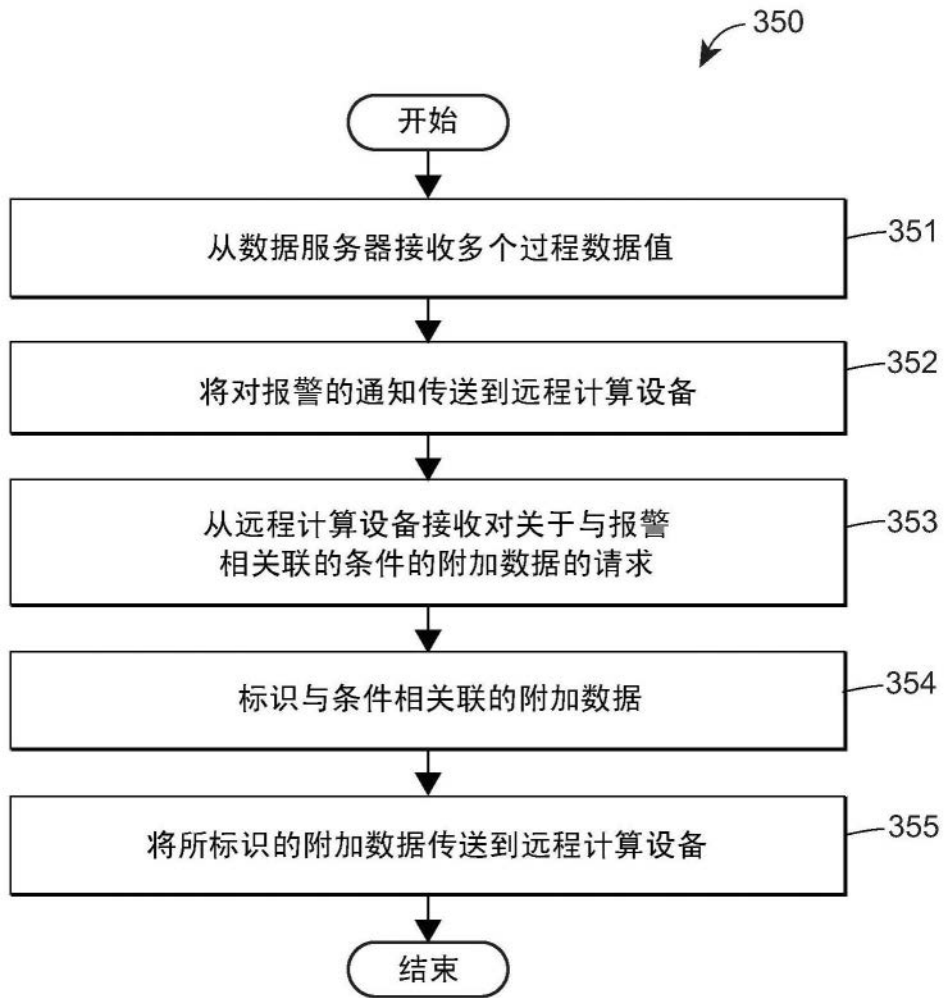 350
开始
从数据服务器接收多个过程数据值
351
将对报警的通知传送到远程计算设备
352
从远程计算设备接收对关于与报警
相关联的条件的附加数据的请求
353
标识与条件相关联的附加数据
354
将所标识的附加数据传送到远程计算设备
355
结束